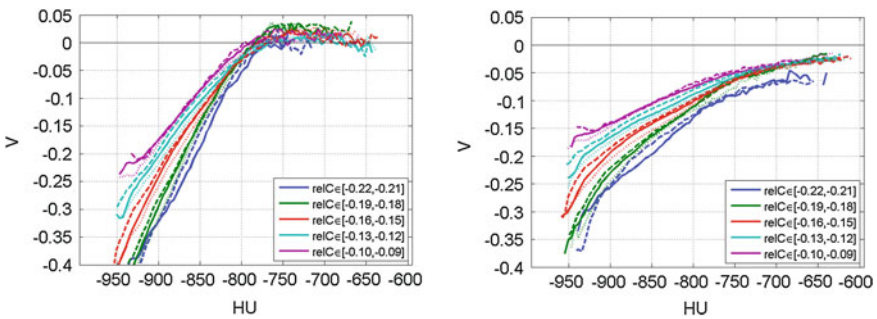 0.05
0
-0.05
-0.1
-0.15
-0.2
-0.25
-0.3
-0.35
-0.4
V
-950 -900 -850 -800 -750 -700 -650 -600
HU
relC∈[-0.22,-0.21]
relC∈[-0.19,-0.18]
relC∈[-0.16,-0.15]
relC∈[-0.13,-0.12]
relC∈[-0.10,-0.09]
0.05
0
-0.05
-0.1
-0.15
-0.2
-0.25
-0.3
-0.35
-0.4
V
-950 -900 -850 -800 -750 -700 -650 -600
HU
relC∈[-0.22,-0.21]
relC∈[-0.19,-0.18]
relC∈[-0.16,-0.15]
relC∈[-0.13,-0.12]
relC∈[-0.10,-0.09]